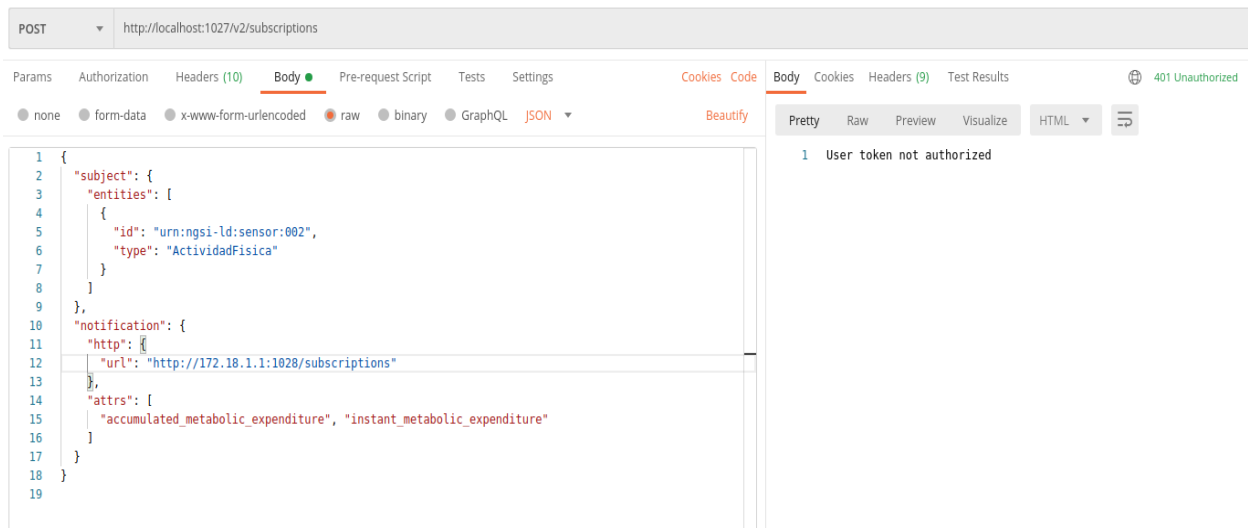 POST http://localhost:1027/v2/subscriptions
Params Authorization Headers (10) Body Pre-request Script Tests Settings Cookies Code
none form-data x-www-form-urlencoded raw binary GraphQL JSON Beautify
1 {
2 "subject": {
3 "entities": [
4 {
5 "id": "urn:ngsi-ld:sensor:002",
6 "type": "ActividadFisica"
7 }
8 ]
9 },
10 "notification": {
11 "http": {
12 "url": "http://172.18.1.1:1028/subscriptions"
13 },
14 "attrs": [
15 "accumulated_metabolic_expenditure", "instant_metabolic_expenditure"
16 ]
17 }
18 }
19
Body Cookies Headers (9) Test Results 401 Unauthorized
Pretty Raw Preview Visualize HTML
1 User token not authorized